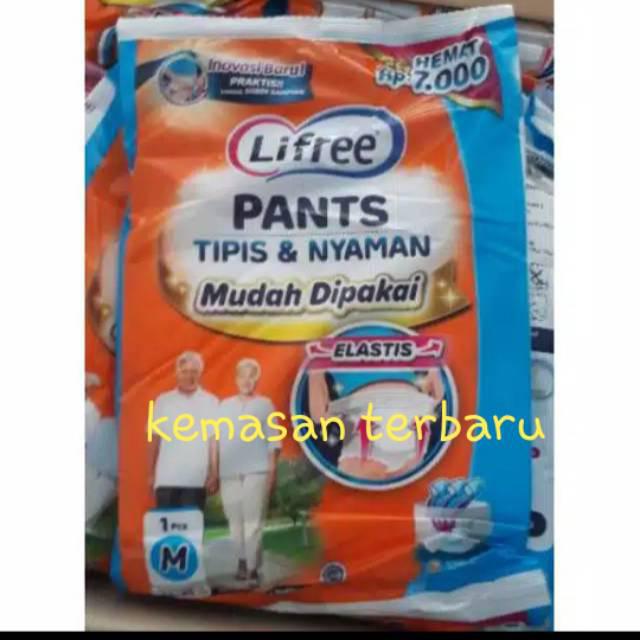 Inovasi Baru!
PRAKTIS!!
HEMAT
Rp 7.000
Lifree
PANTS
TIPIS & NYAMAN
Mudah Dipakai
ELASTIS
kemasan terbaru
1 Pcs
M